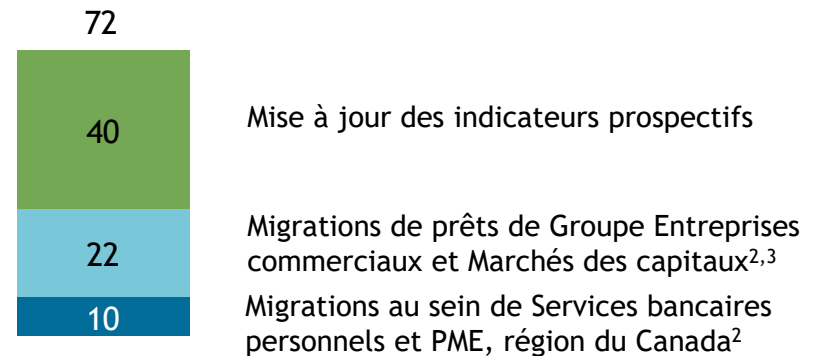 72
40
Mise à jour des indicateurs prospectifs
22
Migrations de prêts de Groupe Entreprises
commerciaux et Marchés des capitaux2,3
10
Migrations au sein de Services bancaires
personnels et PME, région du Canada2